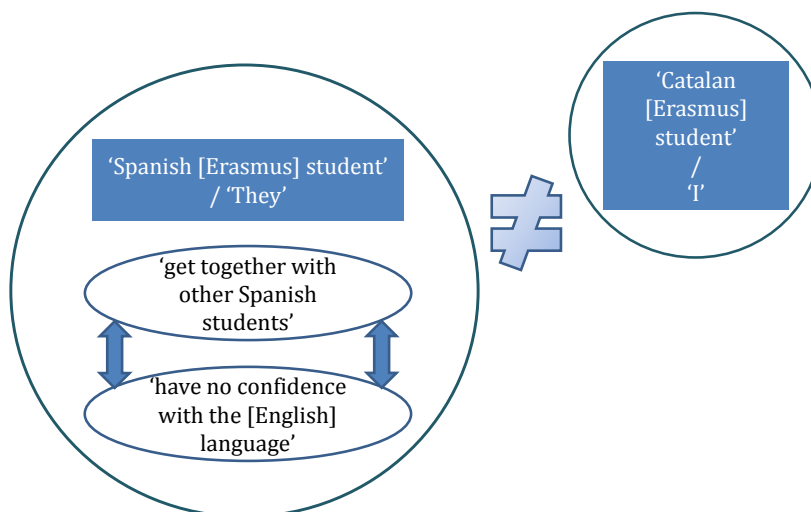 ‘Spanish [Erasmus] student’
/ ‘They’
‘get together with
other Spanish
students’
‘have no confidence
with the [English]
language’
≠
‘Catalan
[Erasmus]
student’
/
‘I’